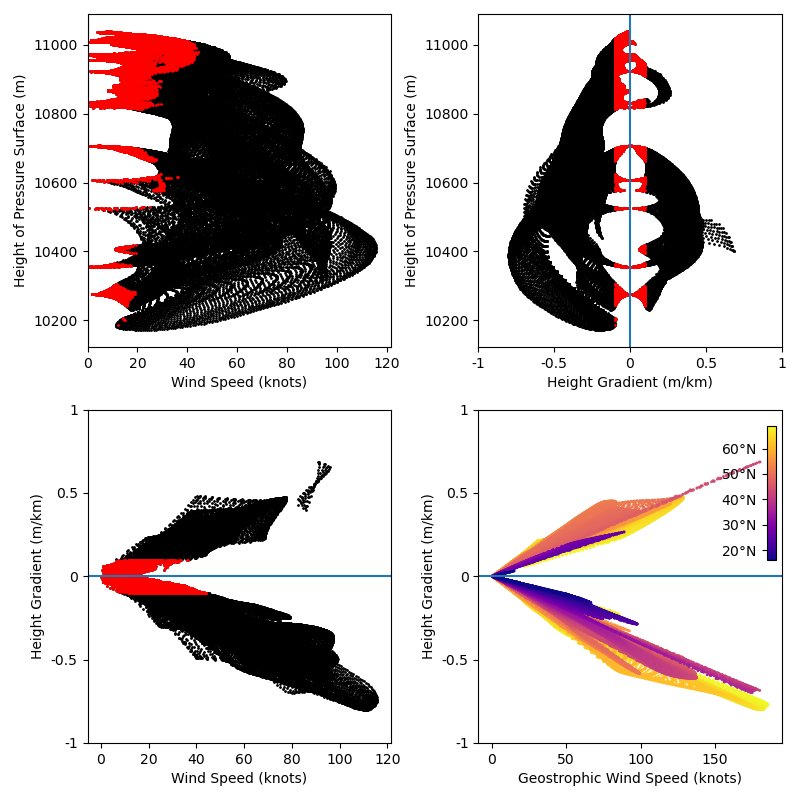 11000
10800
10600
10400
10200
Height of Pressure Surface (m)
0 20 40 60 80 100 120
Wind Speed (knots)
11000
10800
10600
10400
10200
Height of Pressure Surface (m)
-1 -0.5 0 0.5 1
Height Gradient (m/km)
1
0.5
0
-0.5
-1
Height Gradient (m/km)
0 20 40 60 80 100 120
Wind Speed (knots)
1
0.5
0
-0.5
-1
Height Gradient (m/km)
60°N
50°N
40°N
30°N
20°N
0 50 100 150
Geostrophic Wind Speed (knots)